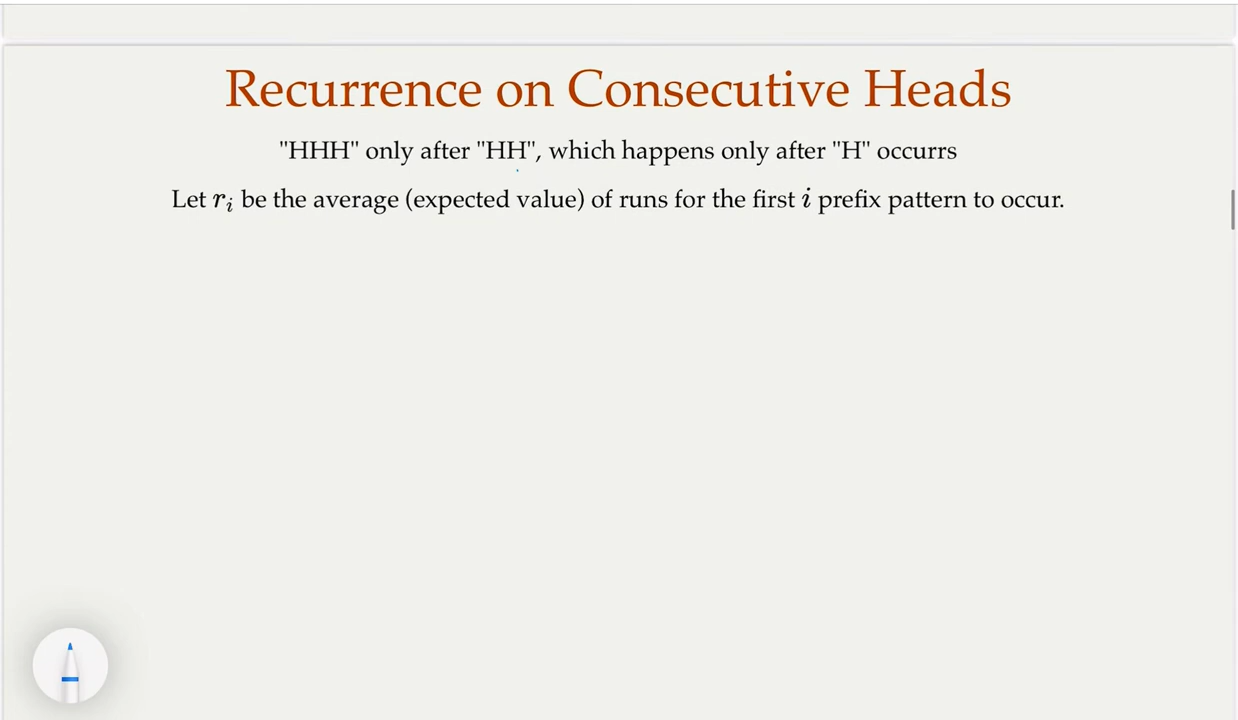 Recurrence on Consecutive Heads
"HHH" only after "HH", which happens only after "H" occurrs
Let rᵢ be the average (expected value) of runs for the first i prefix pattern to occur.